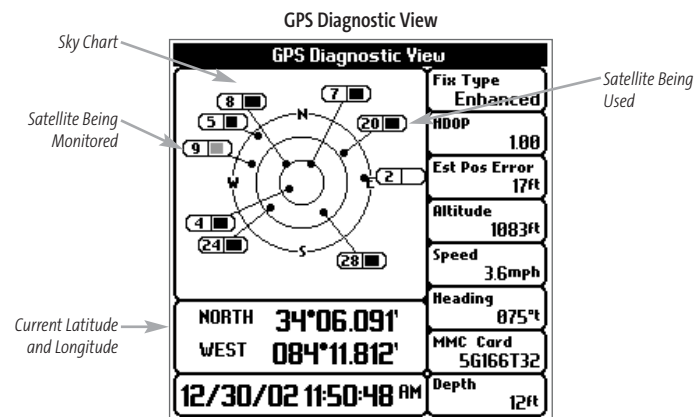 GPS Diagnostic View
Sky Chart
GPS Diagnostic View
Satellite Being
Monitored
Satellite Being
Used
8
7
5
20
9
2
4
24
28
N
W
E
S
Fix Type
Enhanced
HDOP
1.00
Est Pos Error
17ft
Altitude
1083ft
Speed
3.6mph
Heading
075°t
MMC Card
5G166T32
Depth
12ft
Current Latitude
and Longitude
NORTH 34°06.091'
WEST 084°11.812'
12/30/02 11:50:48 AM